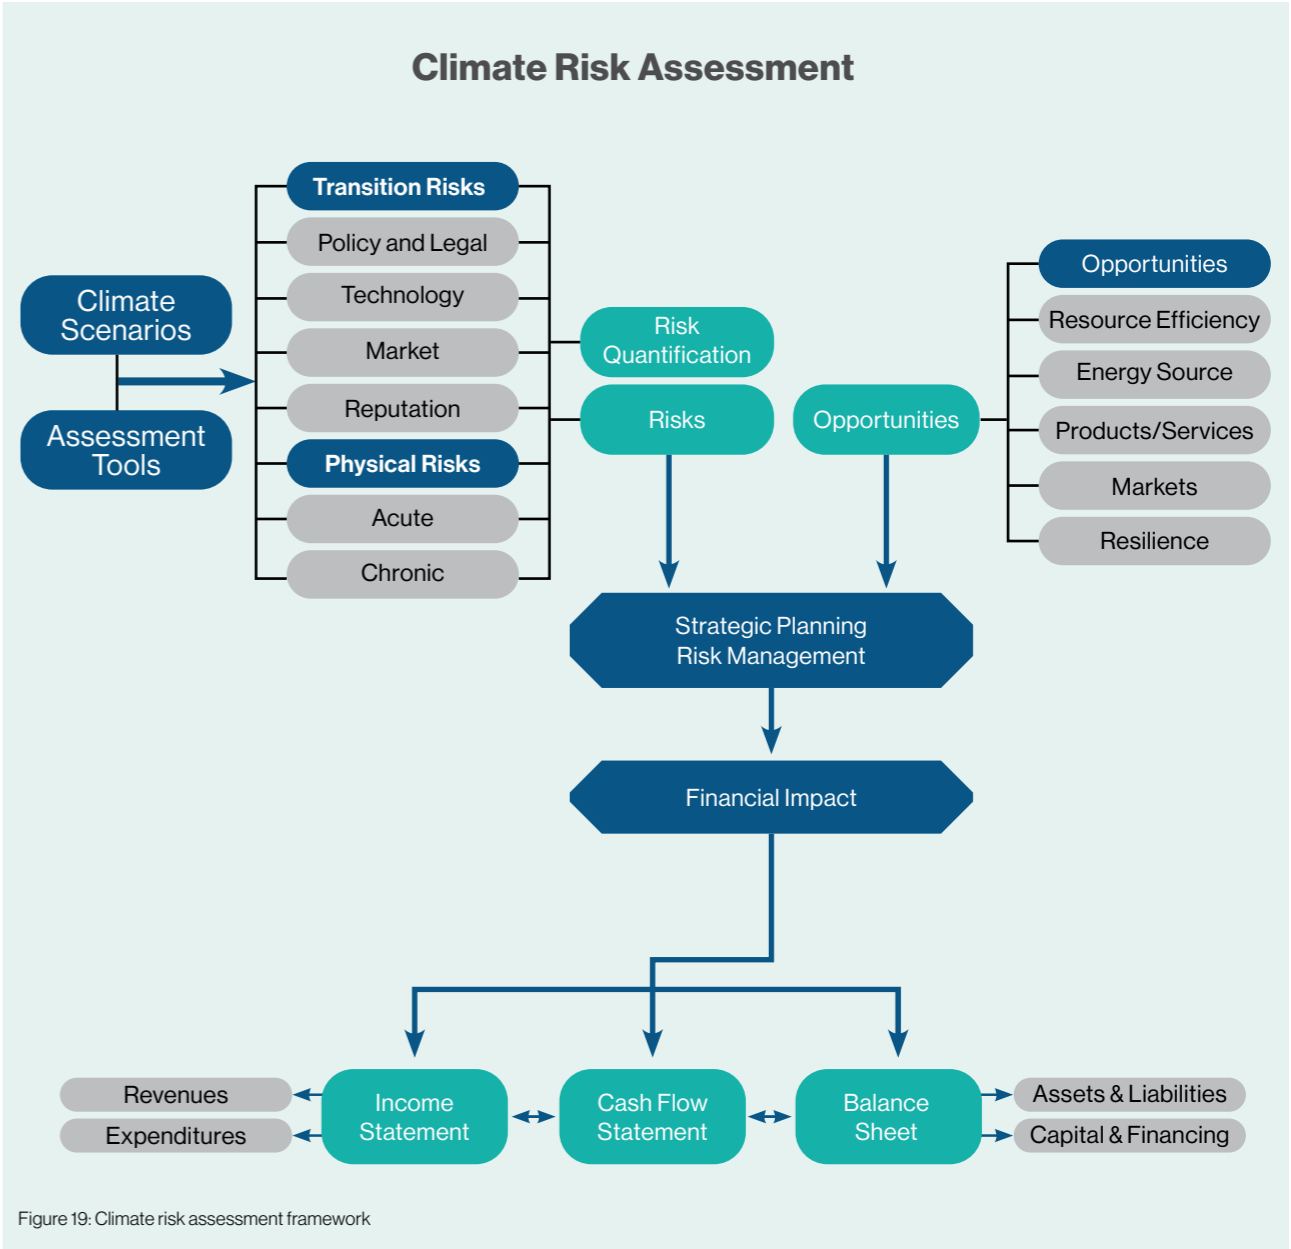 Climate Risk Assessment
Climate
Scenarios
Assessment
Tools
Transition Risks
Policy and Legal
Technology
Market
Reputation
Physical Risks
Acute
Chronic
Risk
Quantification
Risks
Opportunities
Opportunities
Resource Efficiency
Energy Source
Products/Services
Markets
Resilience
Strategic Planning
Risk Management
Financial Impact
Revenues
Expenditures
Income
Statement
Cash Flow
Statement
Balance
Sheet
Assets & Liabilities
Capital & Financing
Figure 19: Climate risk assessment framework